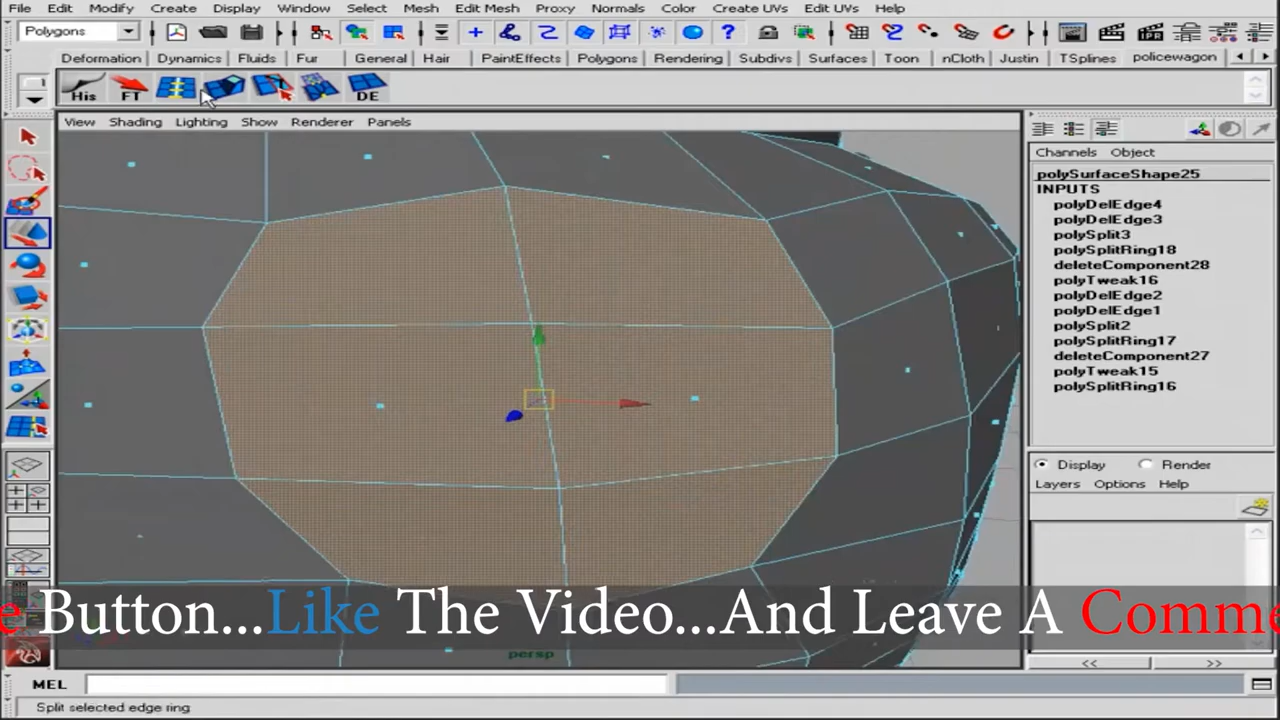 File Edit Modify Create Display Window Select Mesh Edit Mesh Proxy Normals Color Create UVs Edit UVs Help
Polygons
Deformation Dynamics Fluids Fur General Hair PaintEffects Polygons Rendering Subdivs Surfaces Toon nCloth Justin TSplines policewagon
His FT DE
View Shading Lighting Show Renderer Panels
Channels Object
polySurfaceShape25
INPUTS
polyDelEdge4
polyDelEdge3
polySplit3
polySplitRing18
deleteComponent28
polyTweak16
polyDelEdge2
polyDelEdge1
polySplit2
polySplitRing17
deleteComponent27
polyTweak15
polySplitRing16
Display Render
Layers Options Help
e Button...Like The Video...And Leave A Comme
persp
<< >>
MEL
Split selected edge ring